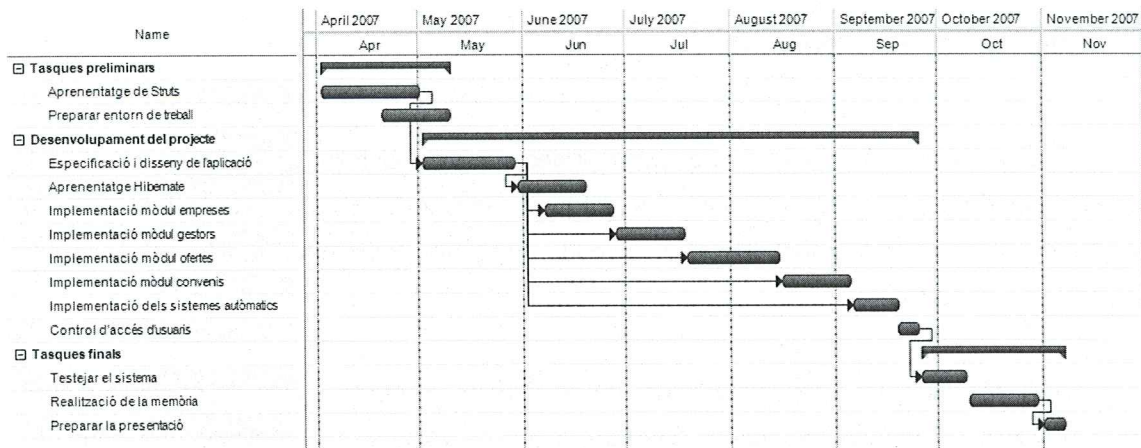 Name
April 2007 May 2007 June 2007 July 2007 August 2007 September 2007 October 2007 November 2007
Apr May Jun Jul Aug Sep Oct Nov
Tasques preliminars
Aprenentatge de Struts
Preparar entorn de treball
Desenvolupament del projecte
Especificació i disseny de l'aplicació
Aprenentatge Hibernate
Implementació mòdul empreses
Implementació mòdul gestors
Implementació mòdul ofertes
Implementació mòdul convenis
Implementació dels sistemes autòmatics
Control d'accés d'usuaris
Tasques finals
Testejar el sistema
Realització de la memòria
Preparar la presentació